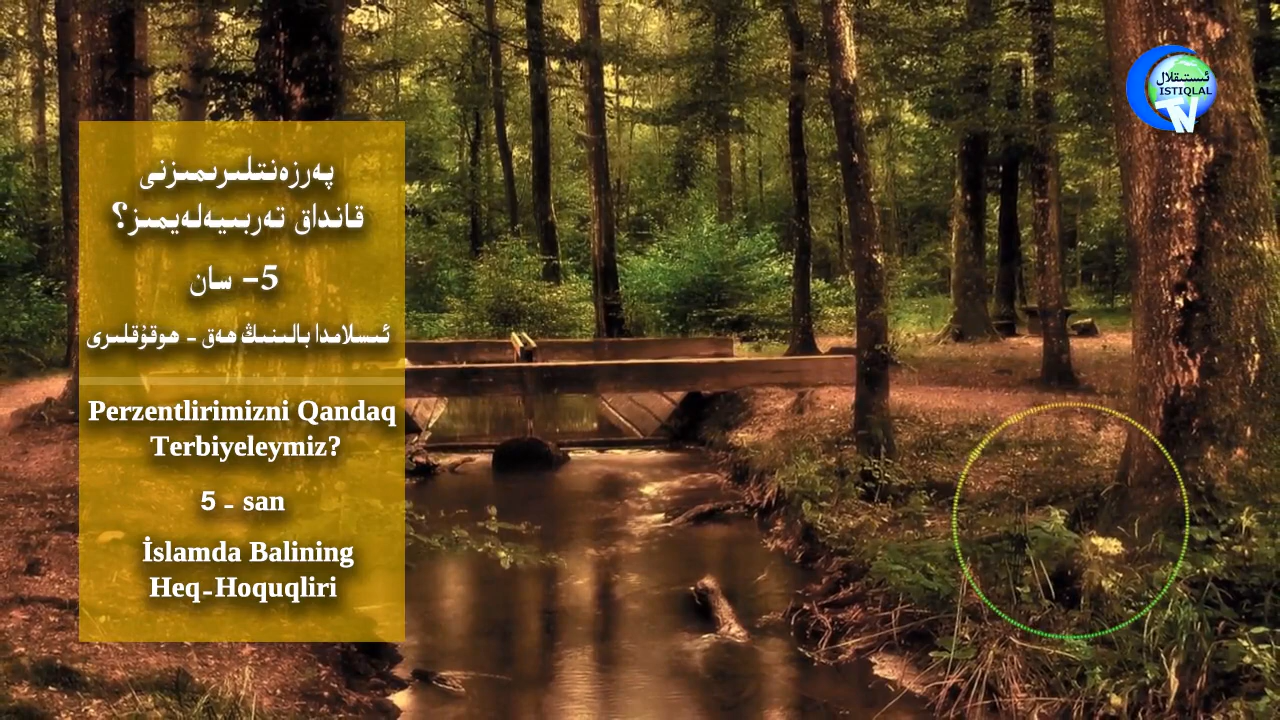 ئىستىقلال
ISTIQLAL
TV
پەرزەنتلىرىمىزنى
قانداق تەربىيەلەيمىز؟
5- سان
ئىسلامدا بالىنىڭ ھەق - ھوقۇقلىرى
Perzentlirimizni Qandaq
Terbiyeleymiz?
5 - san
İslamda Balining
Heq-Hoquqliri